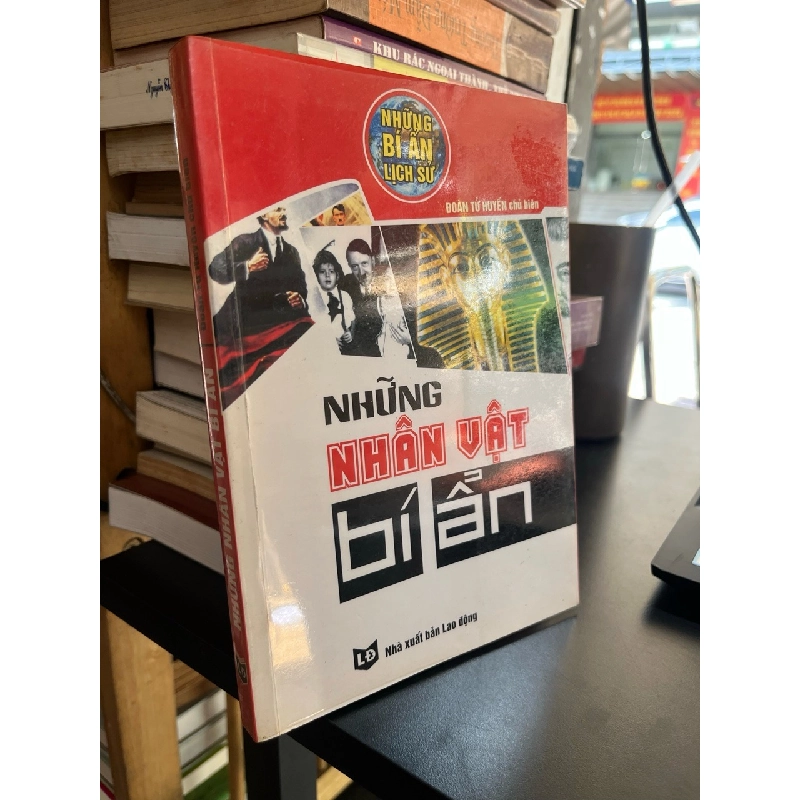 KHU RÁC NGOẠI THÀNH
NHỮNG
BÍ ẨN
LỊCH SỬ
ĐOÀN TỬ HUYẾN chủ biên
NHỮNG
NHÂN VẬT
bí ẩn
LĐ Nhà xuất bản Lao động
NHỮNG NHÂN VẬT BÍ ẨN